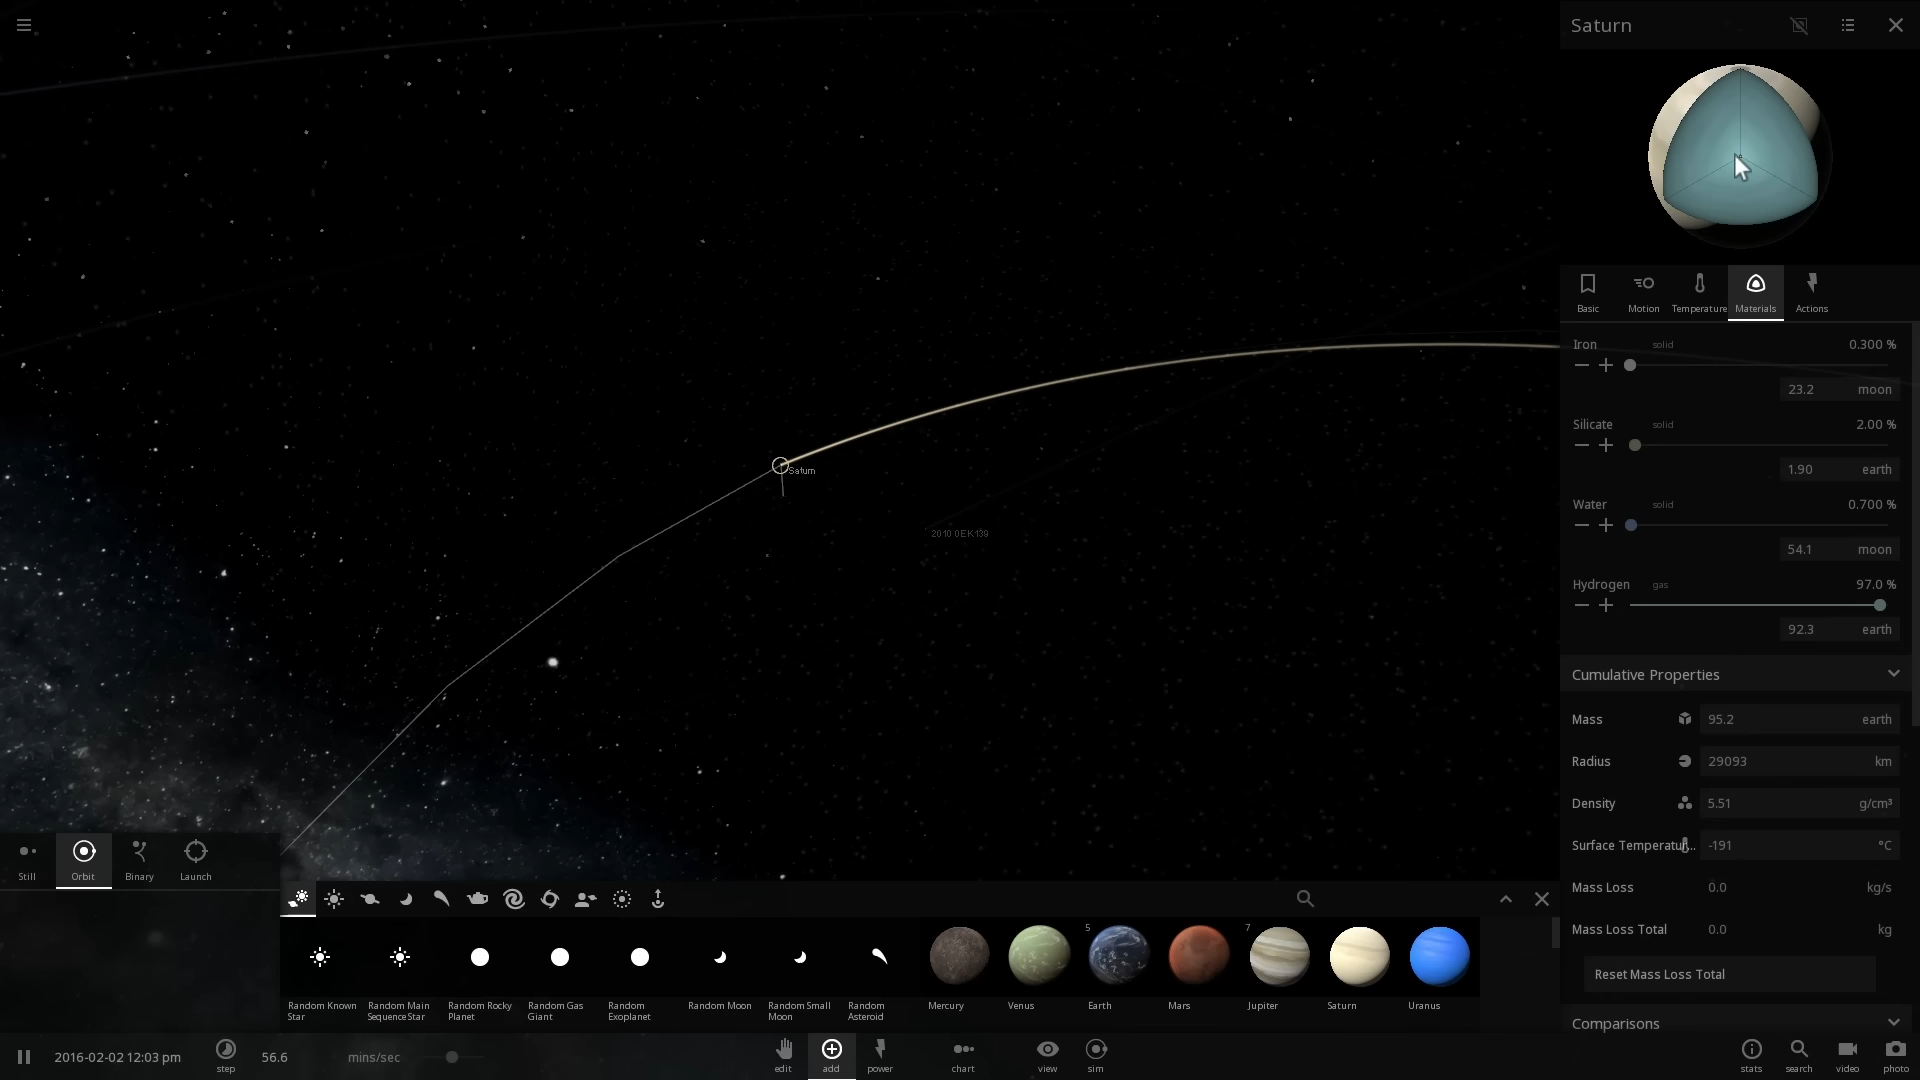 Saturn
Basic
Motion
Temperature
Materials
Actions
Iron solid 0.300 %
23.2 moon
Silicate solid 2.00 %
1.90 earth
Water solid 0.700 %
54.1 moon
Hydrogen gas 97.0 %
92.3 earth
Cumulative Properties
Mass 95.2 earth
Radius 29093 km
Density 5.51 g/cm³
Surface Temperatur... -191 °C
Mass Loss 0.0 kg/s
Mass Loss Total 0.0 kg
Reset Mass Loss Total
Comparisons
Saturn
2010 OEK139
Still
Orbit
Binary
Launch
5
7
Random Known
Star
Random Main
Sequence Star
Random Rocky
Planet
Random Gas
Giant
Random
Exoplanet
Random Moon
Random Small
Moon
Random
Asteroid
Mercury
Venus
Earth
Mars
Jupiter
Saturn
Uranus
2016-02-02 12:03 pm
step
56.6 mins/sec
edit
add
power
chart
view
sim
stats
search
video
photo